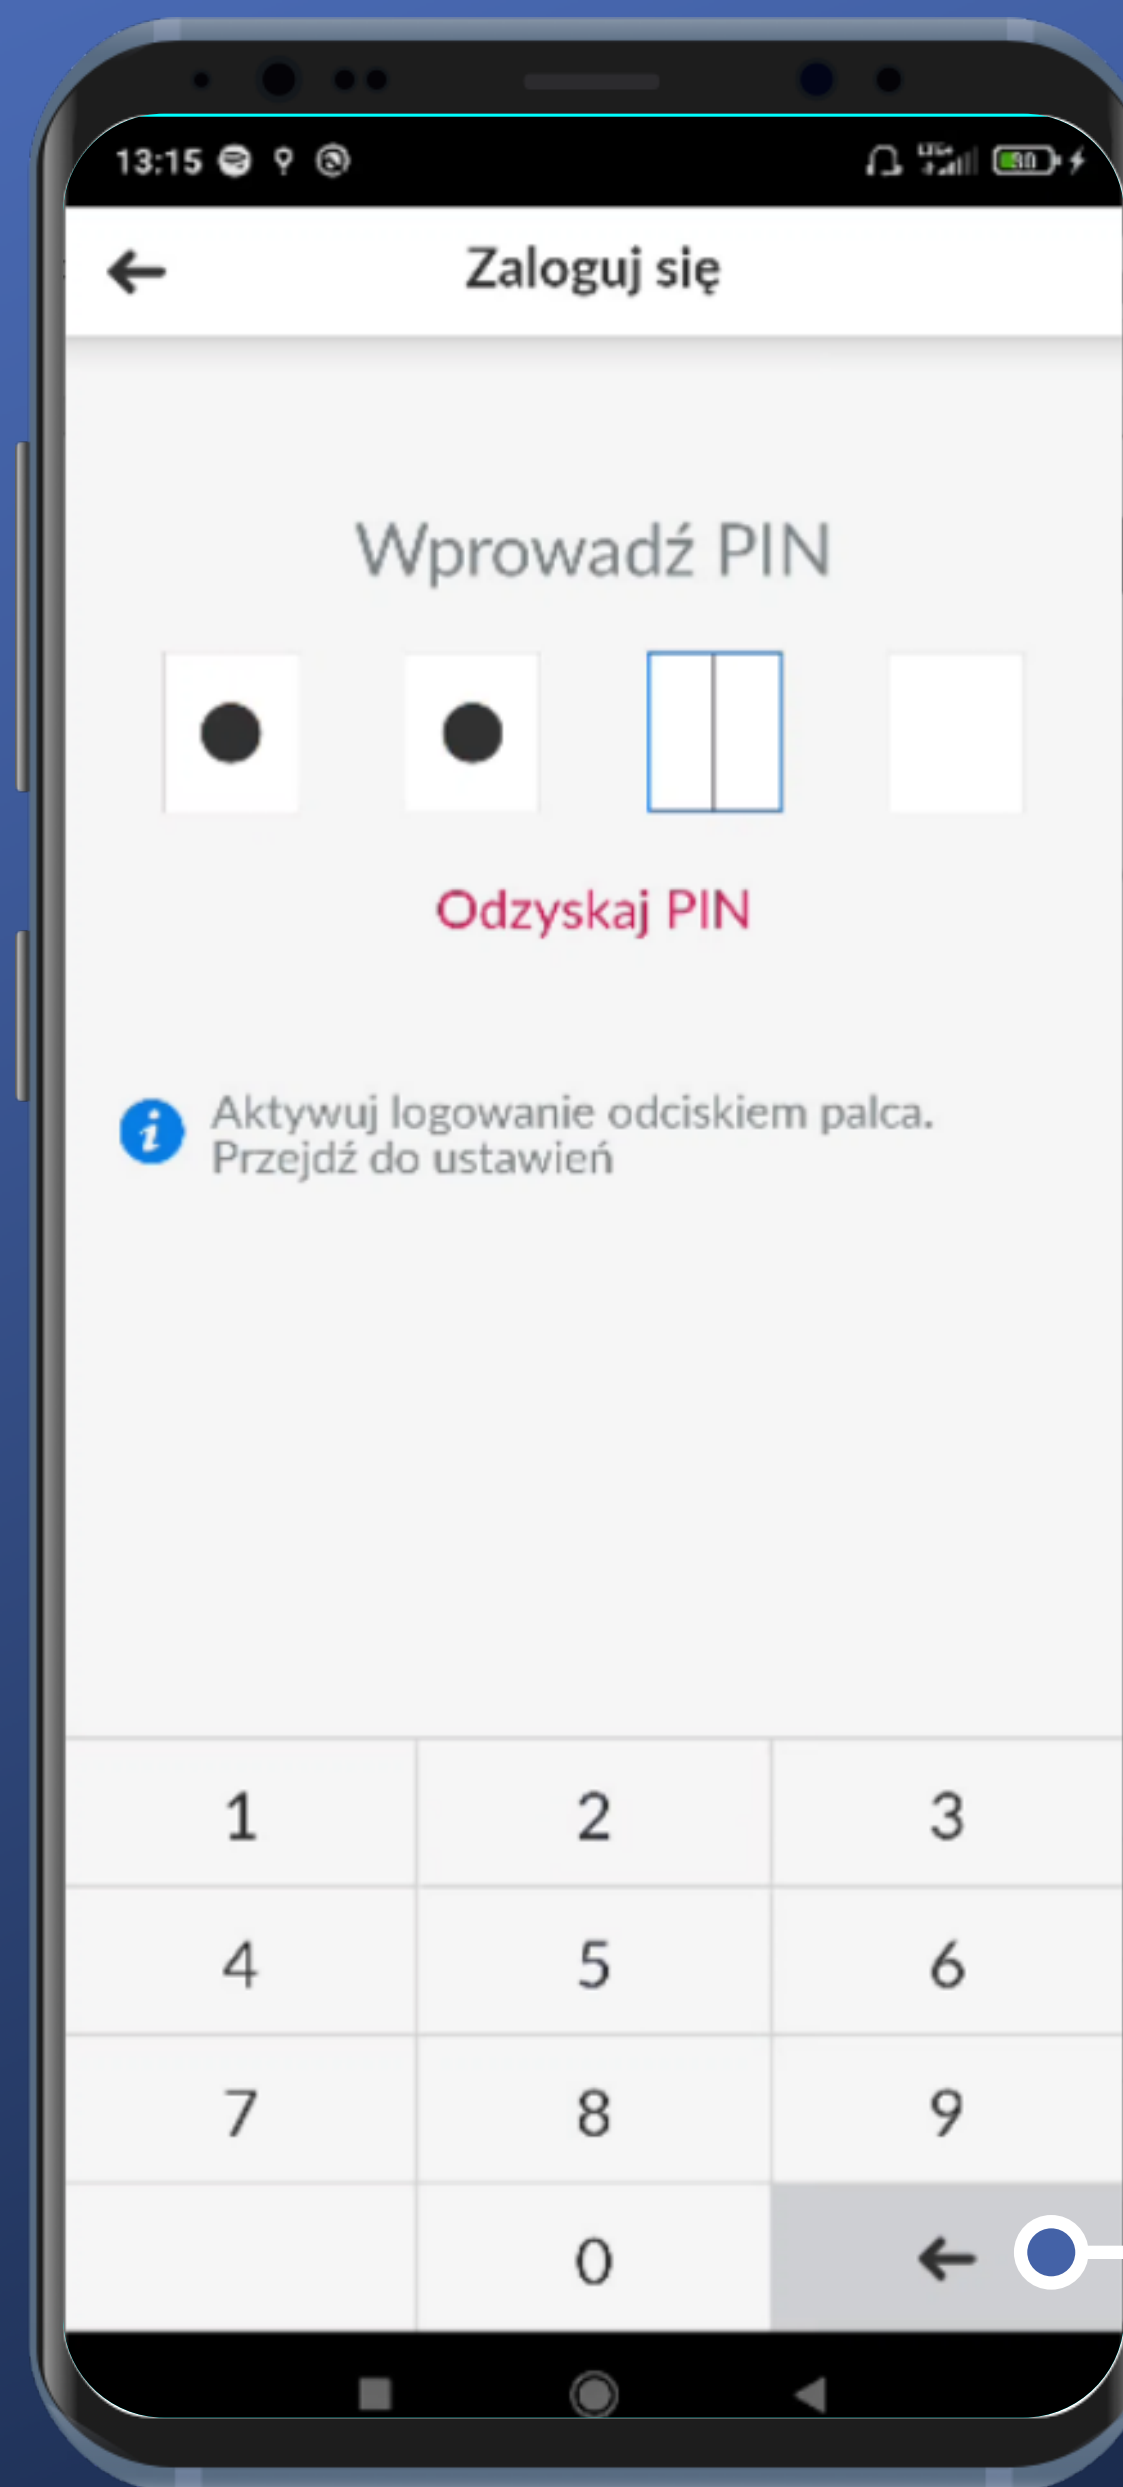 13:15
Zaloguj się
Wprowadź PIN
Odzyskaj PIN
Aktywuj logowanie odciskiem palca.
Przejdź do ustawień
1 2 3
4 5 6
7 8 9
0